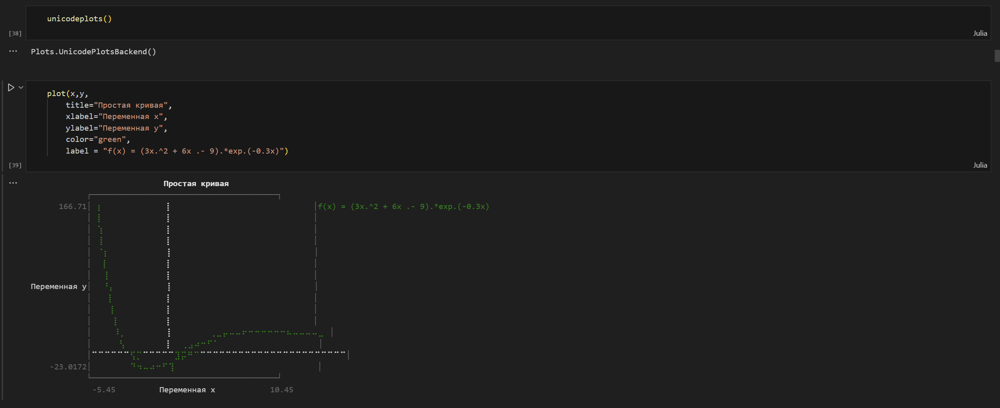 unicodeplots()
[38]
Julia
Plots.UnicodePlotsBackend()
plot(x,y,
title="Простая кривая",
xlabel="Переменная x",
ylabel="Переменная y",
color="green",
label = "f(x) = (3x.^2 + 6x .- 9).*exp.(-0.3x)")
[39]
Julia
Простая кривая
166.71
f(x) = (3x.^2 + 6x .- 9).*exp.(-0.3x)
Переменная y
-23.0172
-5.45 Переменная x 10.45